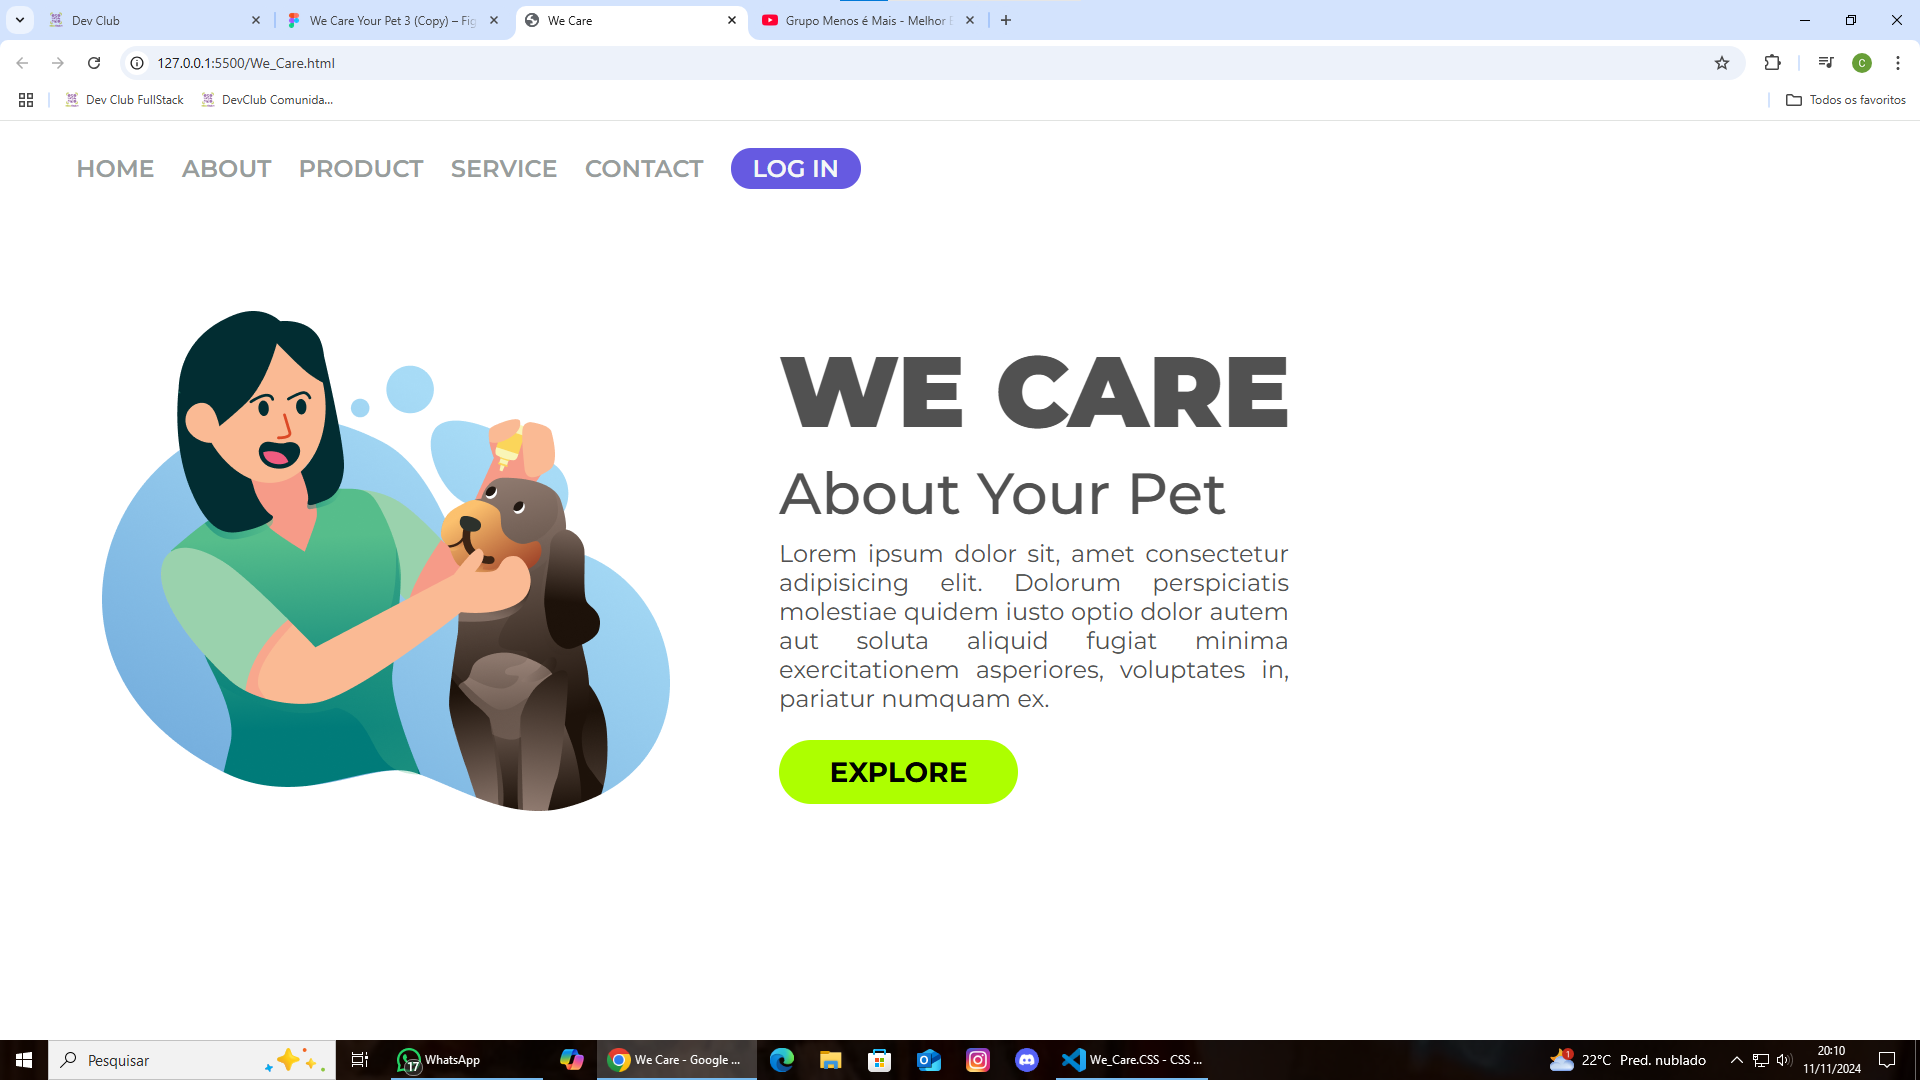 Dev Club
We Care Your Pet 3 (Copy) – Fig
We Care
Grupo Menos é Mais - Melhor E
127.0.0.1:5500/We_Care.html
C
Dev Club FullStack
DevClub Comunida...
Todos os favoritos
HOME ABOUT PRODUCT SERVICE CONTACT LOG IN
WE CARE
About Your Pet
Lorem ipsum dolor sit, amet consectetur
adipisicing elit. Dolorum perspiciatis
molestiae quidem iusto optio dolor autem
aut soluta aliquid fugiat minima
exercitationem asperiores, voluptates in,
pariatur numquam ex.
EXPLORE
Pesquisar
17
WhatsApp
We Care - Google ...
We_Care.CSS - CSS ...
1
22°C Pred. nublado
20:10
11/11/2024